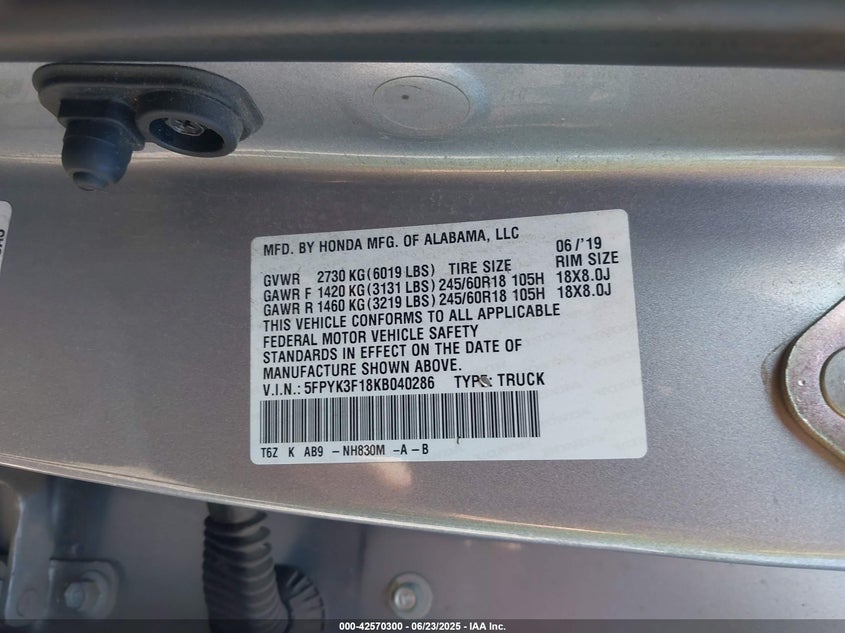 MFD. BY HONDA MFG. OF ALABAMA, LLC 06/'19
GVWR 2730 KG(6019 LBS) TIRE SIZE RIM SIZE
GAWR F 1420 KG(3131 LBS) 245/60R18 105H 18X8.0J
GAWR R 1460 KG(3219 LBS) 245/60R18 105H 18X8.0J
THIS VEHICLE CONFORMS TO ALL APPLICABLE
FEDERAL MOTOR VEHICLE SAFETY
STANDARDS IN EFFECT ON THE DATE OF
MANUFACTURE SHOWN ABOVE.
V.I.N.: 5FPYK3F18KB040286 TYPE: TRUCK
T6Z K AB9 -NH830M -A-B
000-42570300 - 06/23/2025 - IAA Inc.